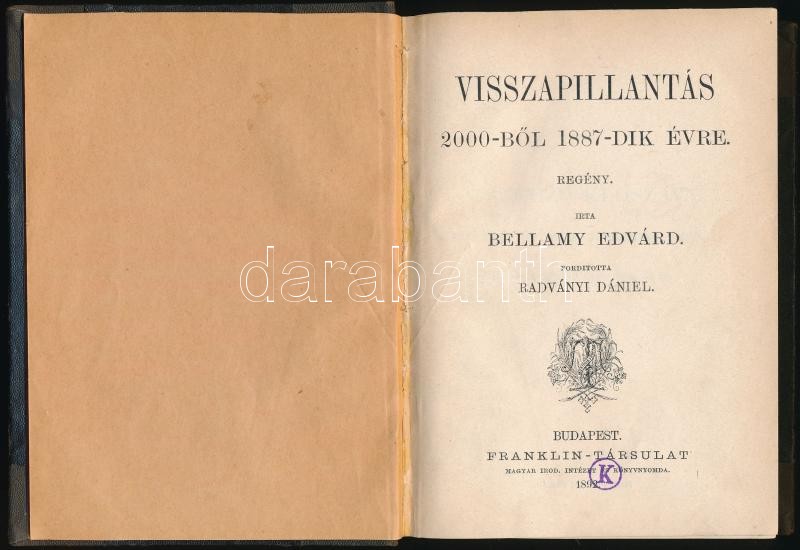 VISSZAPILLANTÁS
2000-BŐL 1887-DIK ÉVRE.
REGÉNY.
IRTA
BELLAMY EDVÁRD.
FORDITOTTA
RADVÁNYI DÁNIEL.
darabanth
BUDAPEST.
FRANKLIN-TÁRSULAT
MAGYAR IROD. INTÉZET KÖNYVNYOMDA.
K
1892